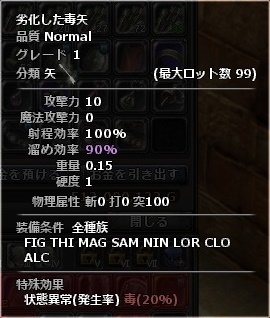 劣化した毒矢
品質 Normal
グレード 1
分類 矢 (最大ロット数 99)
攻撃力 10
魔法攻撃力 0
射程効率 100%
溜め効率 90%
重量 0.15
硬度 1
物理属性 斬0 打0 突100
装備条件 全種族
FIG THI MAG SAM NIN LOR CLO
ALC
特殊効果
状態異常(発生率) 毒(20%)